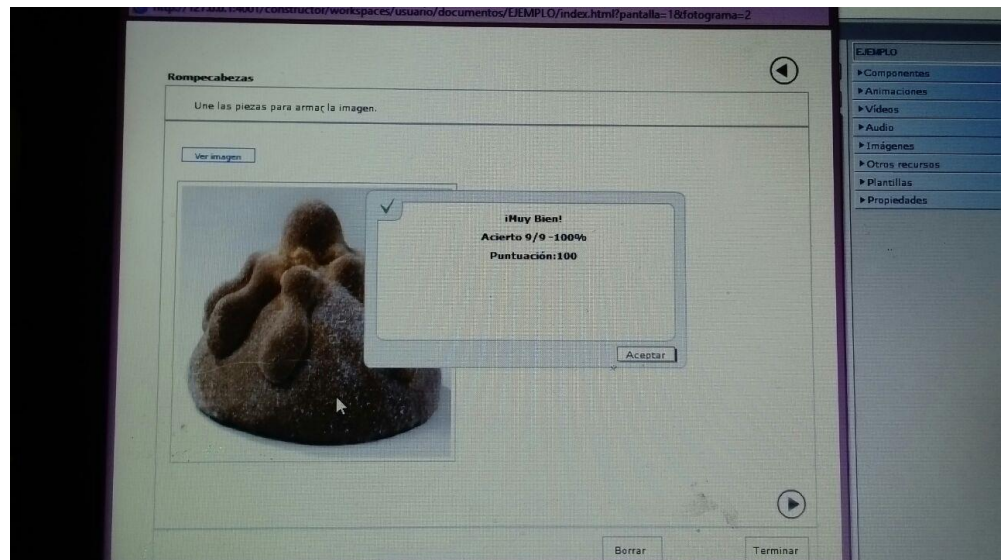 /constructor/workspaces/usuario/documentos/EJEMPLO/index.html?pantalla=1&fotograma=2
Rompecabezas
Une las piezas para armar la imagen.
Ver imagen
¡Muy Bien!
Acierto 9/9 -100%
Puntuación:100
Aceptar
Borrar
Terminar
EJEMPLO
Componentes
Animaciones
Vídeos
Audio
Imágenes
Otros recursos
Plantillas
Propiedades